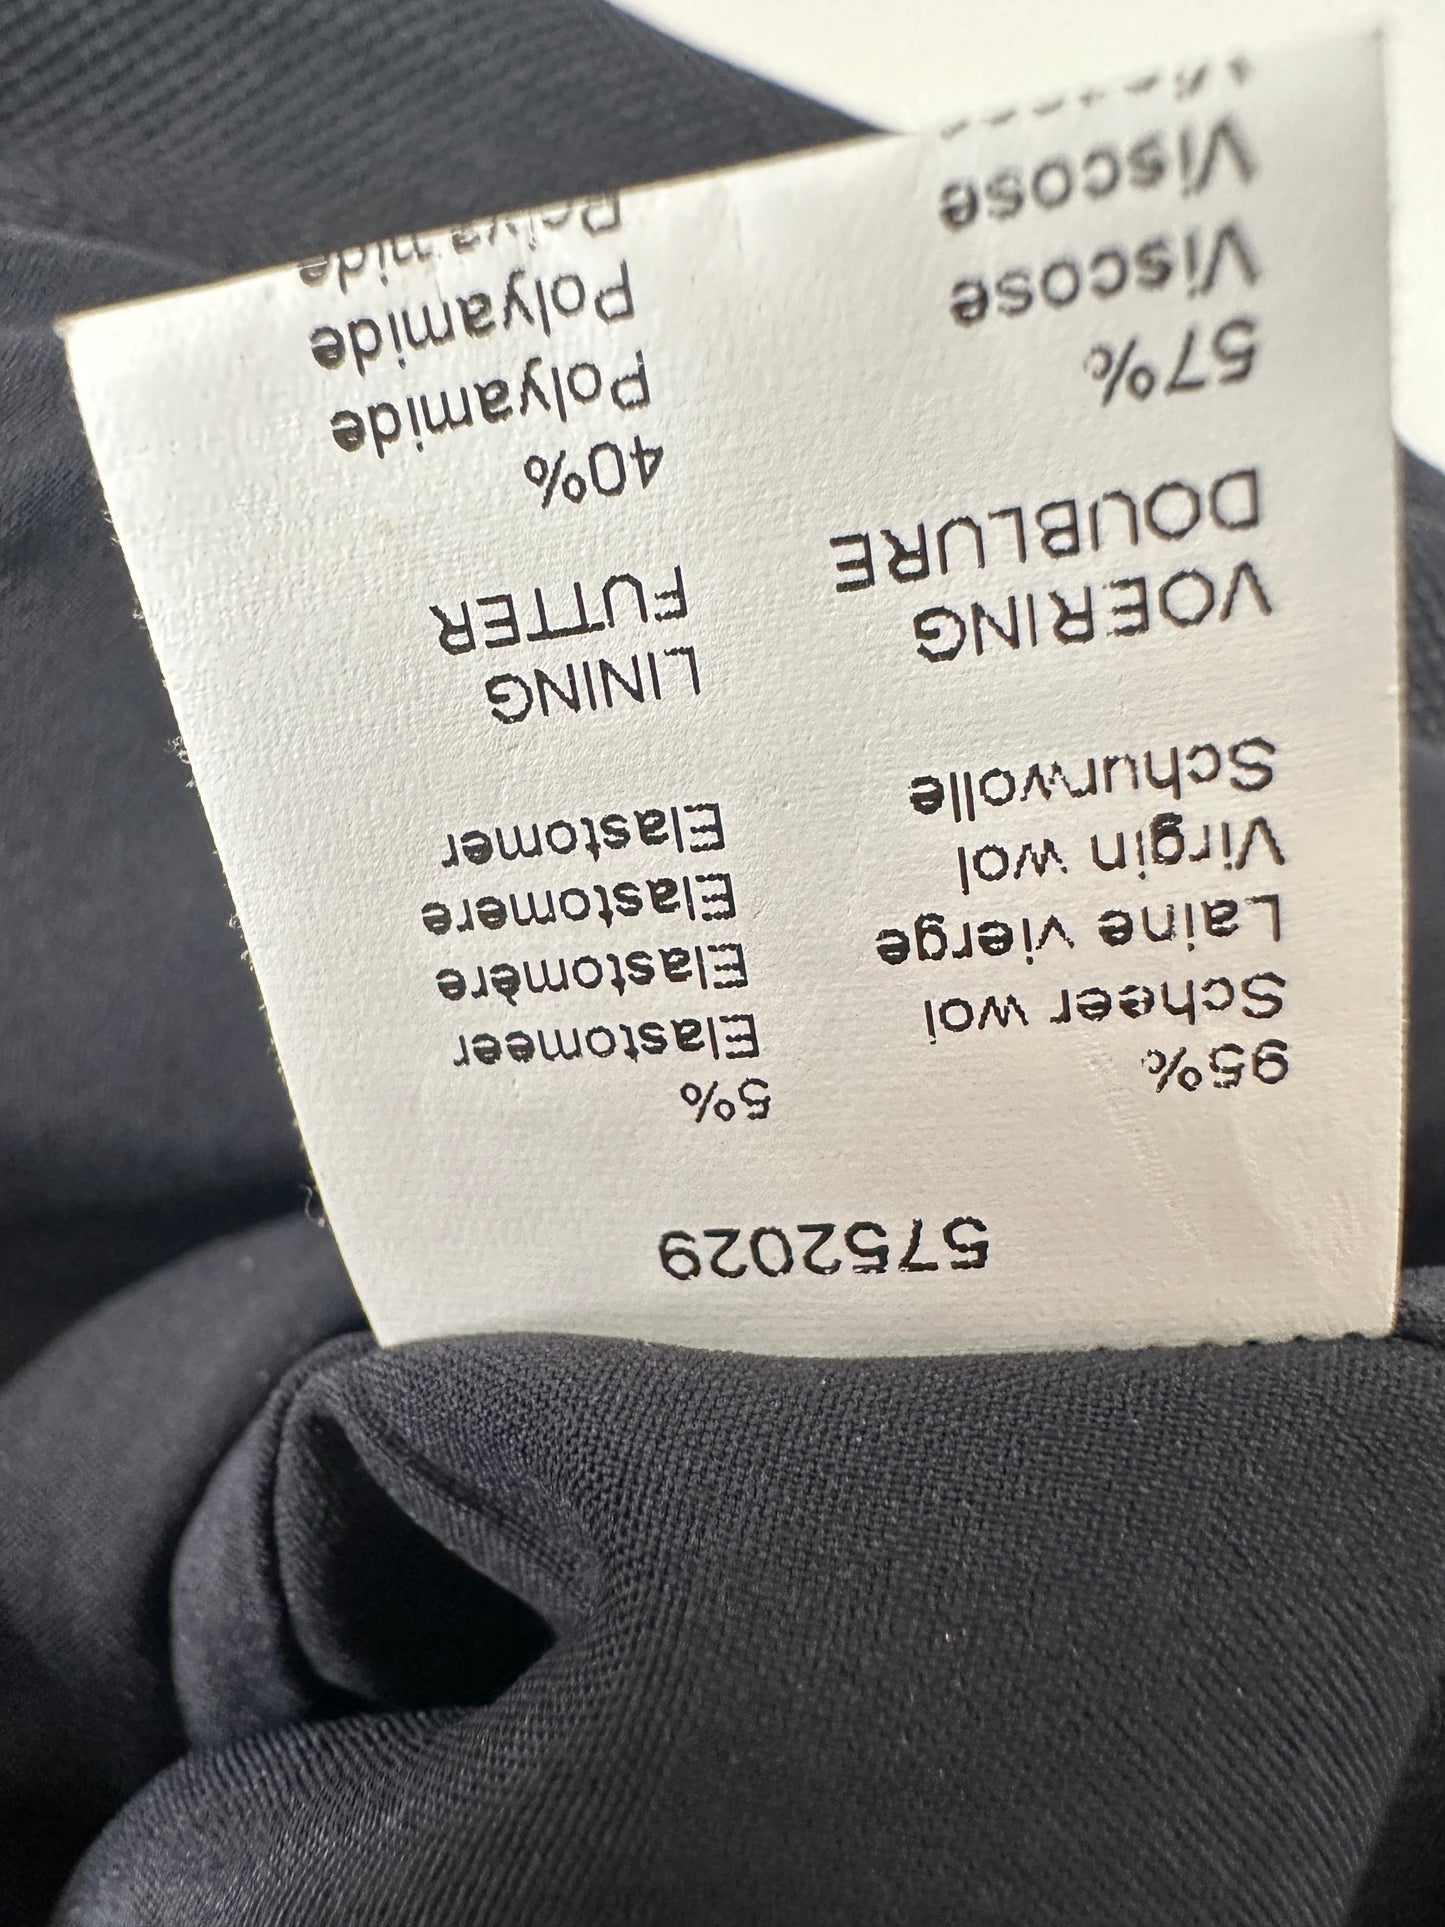 5752029
95% 5%
Scheer wol Elastomeer
Laine vierge Elastomère
Virgin wol Elastomere
Schurwolle Elastomer
VOERING LINING
DOUBLURE FUTTER
57% 40%
Viscose Polyamide
Viscose Polyamide